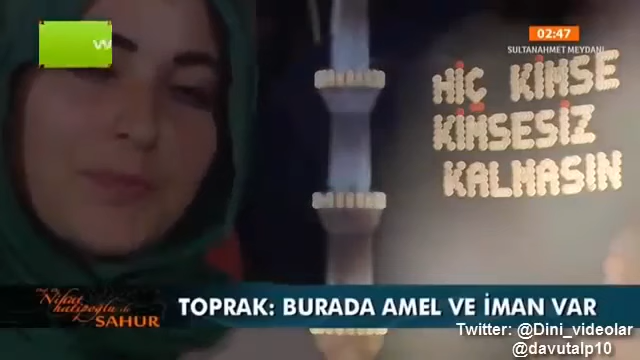 W
02:47
SULTANAHMET MEYDANI
HİÇ KİMSE
KİMSESİZ
KALMASIN
Nihat
hatipoğlu ile
SAHUR
TOPRAK: BURADA AMEL VE İMAN VAR
Twitter: @Dini_videolar
@davutalp10